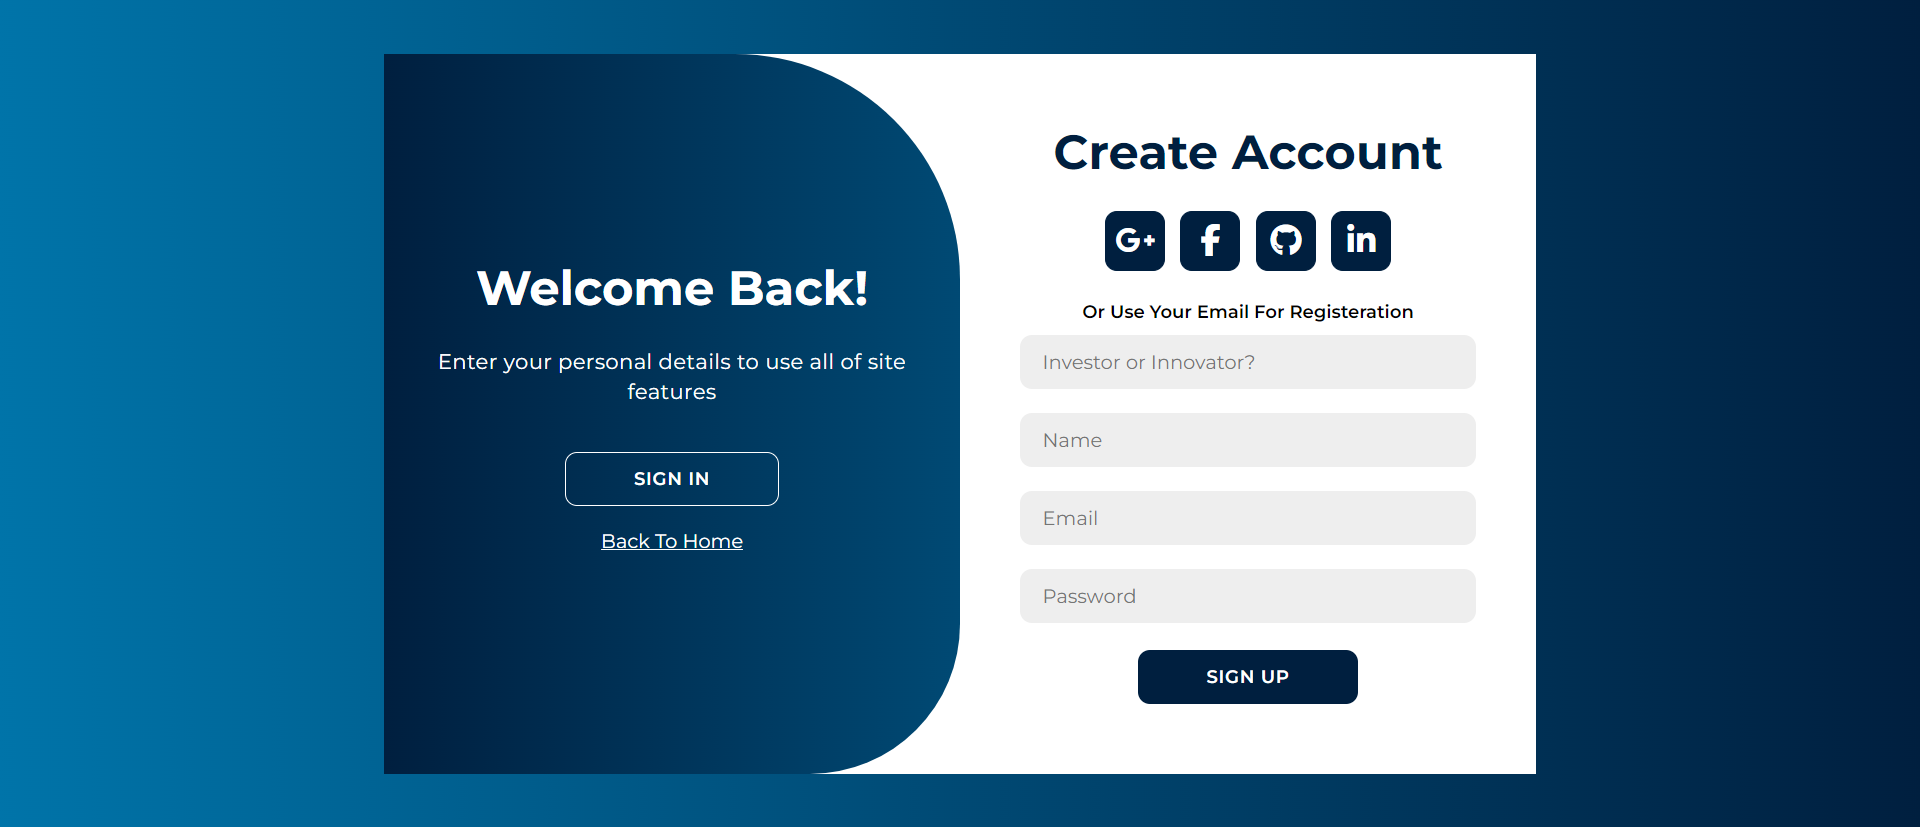 Welcome Back!
Enter your personal details to use all of site
features
SIGN IN
Back To Home
Create Account
G+
f
in
Or Use Your Email For Registeration
Investor or Innovator?
Name
Email
Password
SIGN UP